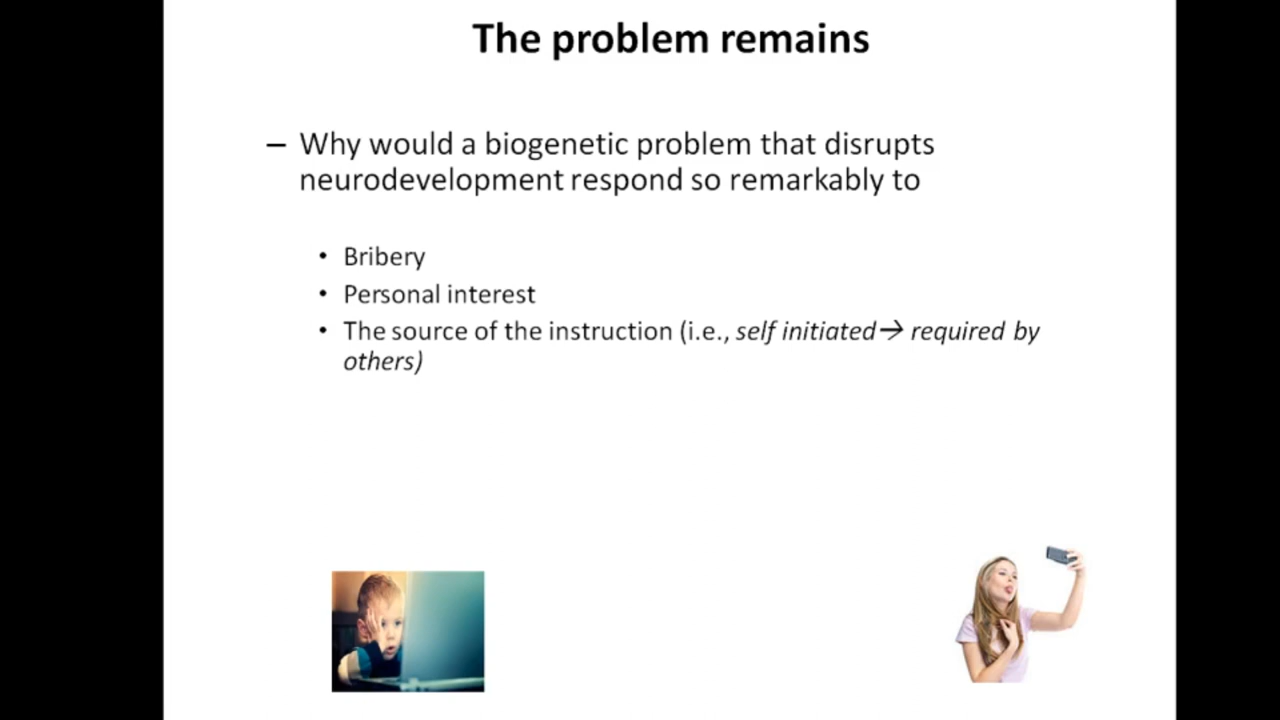 The problem remains
– Why would a biogenetic problem that disrupts
neurodevelopment respond so remarkably to
• Bribery
• Personal interest
• The source of the instruction (i.e., self initiated→ required by
others)